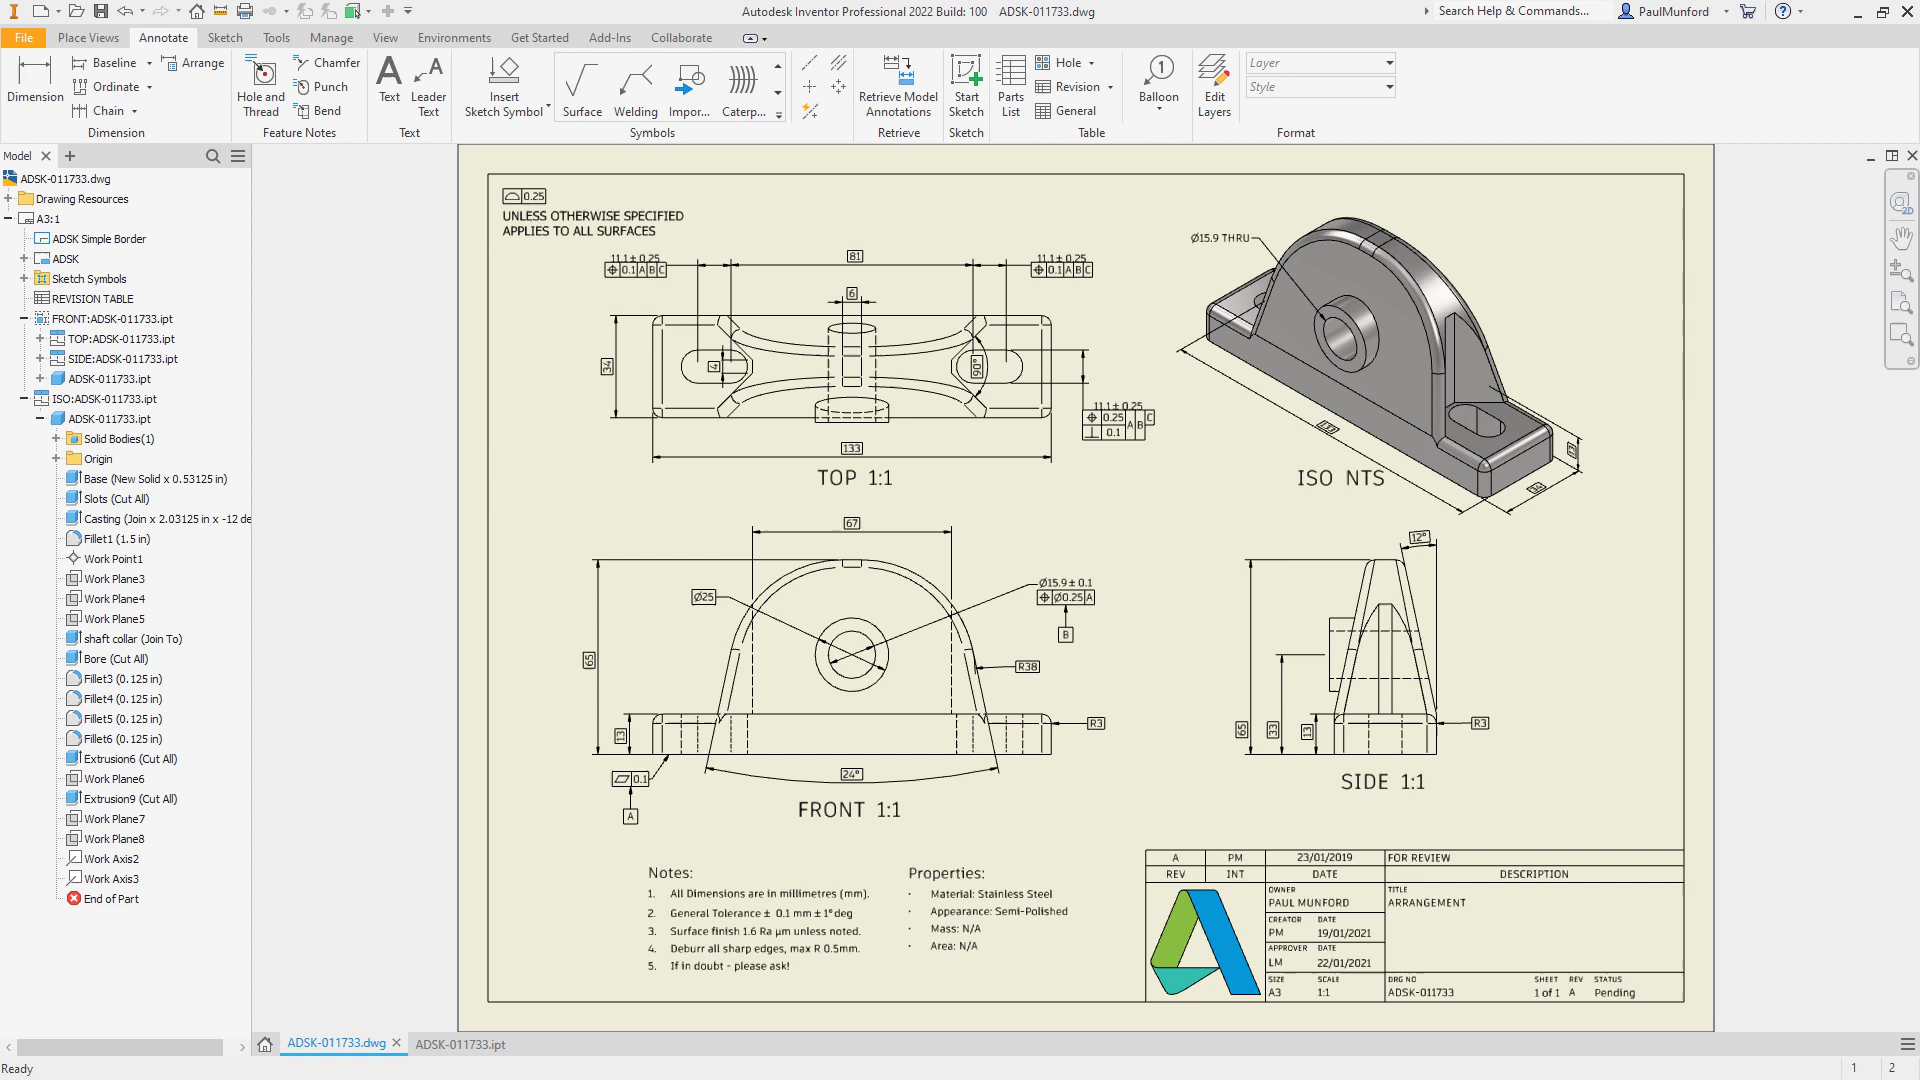 Autodesk Inventor Professional 2022 Build: 100 ADSK-011733.dwg
Search Help & Commands...
PaulMunford
File
Place Views
Annotate
Sketch
Tools
Manage
View
Environments
Get Started
Add-Ins
Collaborate
Dimension
Baseline
Ordinate
Chain
Arrange
Dimension
Hole and Thread
Chamfer
Punch
Bend
Feature Notes
Text
Leader Text
Text
Insert Sketch Symbol
Surface
Welding
Impor...
Caterp...
Symbols
Retrieve Model Annotations
Retrieve
Start Sketch
Sketch
Parts List
Hole
Revision
General
Table
1
Balloon
Edit Layers
Layer
Style
Format
Model
ADSK-011733.dwg
Drawing Resources
A3:1
ADSK Simple Border
ADSK
Sketch Symbols
REVISION TABLE
FRONT:ADSK-011733.ipt
TOP:ADSK-011733.ipt
SIDE:ADSK-011733.ipt
ADSK-011733.ipt
ISO:ADSK-011733.ipt
ADSK-011733.ipt
Solid Bodies(1)
Origin
Base (New Solid x 0.53125 in)
Slots (Cut All)
Casting (Join x 2.03125 in x -12 de
Fillet1 (1.5 in)
Work Point1
Work Plane3
Work Plane4
Work Plane5
shaft collar (Join To)
Bore (Cut All)
Fillet3 (0.125 in)
Fillet4 (0.125 in)
Fillet5 (0.125 in)
Fillet6 (0.125 in)
Extrusion6 (Cut All)
Work Plane6
Extrusion9 (Cut All)
Work Plane7
Work Plane8
Work Axis2
Work Axis3
End of Part
2D
0.25
UNLESS OTHERWISE SPECIFIED
APPLIES TO ALL SURFACES
11.1± 0.25
0.1 A B C
81
11.1± 0.25
0.1 A B C
6
34
4
90°
11.1± 0.25
0.25 A B C
0.1
133
TOP 1:1
Ø15.9 THRU
133
13
34
ISO NTS
67
Ø25
Ø15.9± 0.1
Ø0.25 A
B
65
R38
13
R3
0.1
A
24°
FRONT 1:1
12°
65
33
13
R3
SIDE 1:1
Notes:
1. All Dimensions are in millimetres (mm).
2. General Tolerance ± 0.1 mm ± 1° deg
3. Surface finish 1.6 Ra µm unless noted.
4. Deburr all sharp edges, max R 0.5mm.
5. If in doubt - please ask!
Properties:
· Material: Stainless Steel
· Appearance: Semi-Polished
· Mass: N/A
· Area: N/A
A PM 23/01/2019 FOR REVIEW
REV INT DATE DESCRIPTION
OWNER
PAUL MUNFORD
TITLE
ARRANGEMENT
CREATOR DATE
PM 19/01/2021
APPROVER DATE
LM 22/01/2021
SIZE SCALE
A3 1:1
DRG NO SHEET REV STATUS
ADSK-011733 1 of 1 A Pending
ADSK-011733.dwg
ADSK-011733.ipt
Ready
1 2